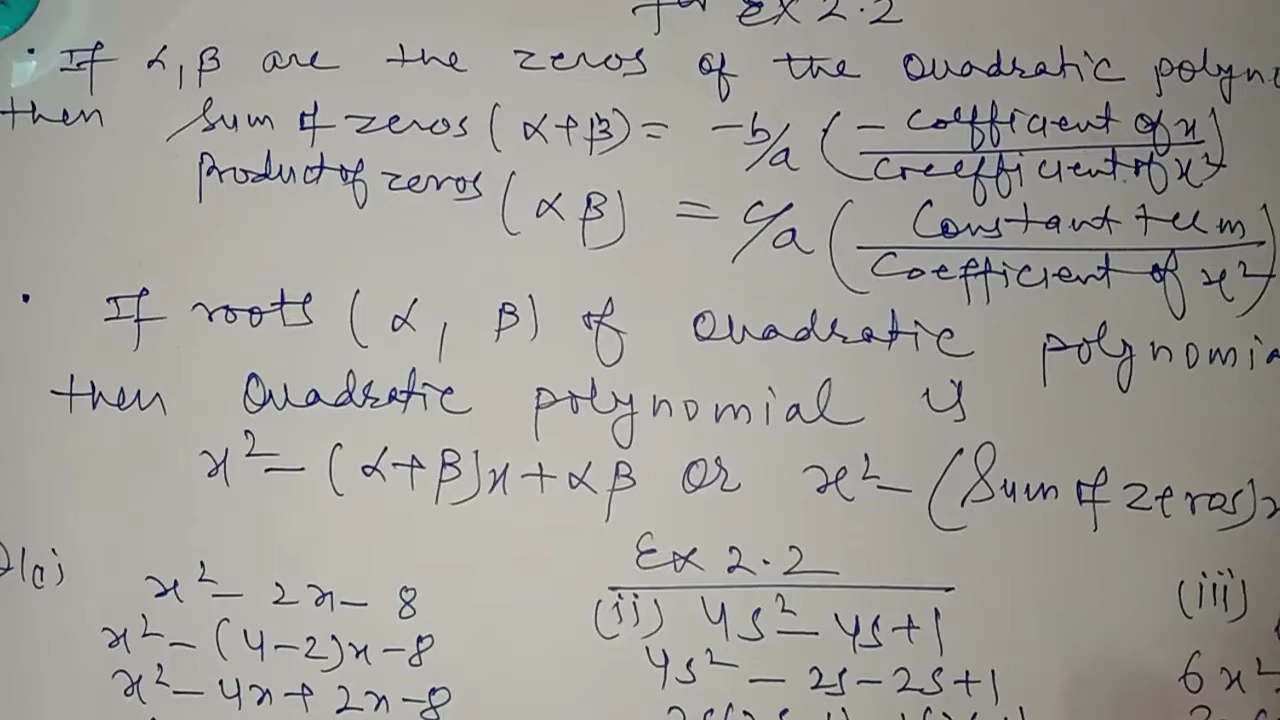 for Ex 2.2
· If α, β are the zeros of the Quadratic
then Sum of zeros (α+β) = -b/a (- Coefficient of x / Coeefficient of x²)
Product of zeros (αβ) = c/a (Constant term / Coefficient of x²)
· If roots (α, β) of Quadratic
then Quadratic polynomial is
x² - (α+β)x + αβ or x² - (Sum of zeros)x
Ex 2.2
x² - 2x - 8
x² - (4-2)x - 8
x² - 4x + 2x - 8
(ii) 4s² - 4s + 1
4s² - 2s - 2s + 1
(iii)
6x²